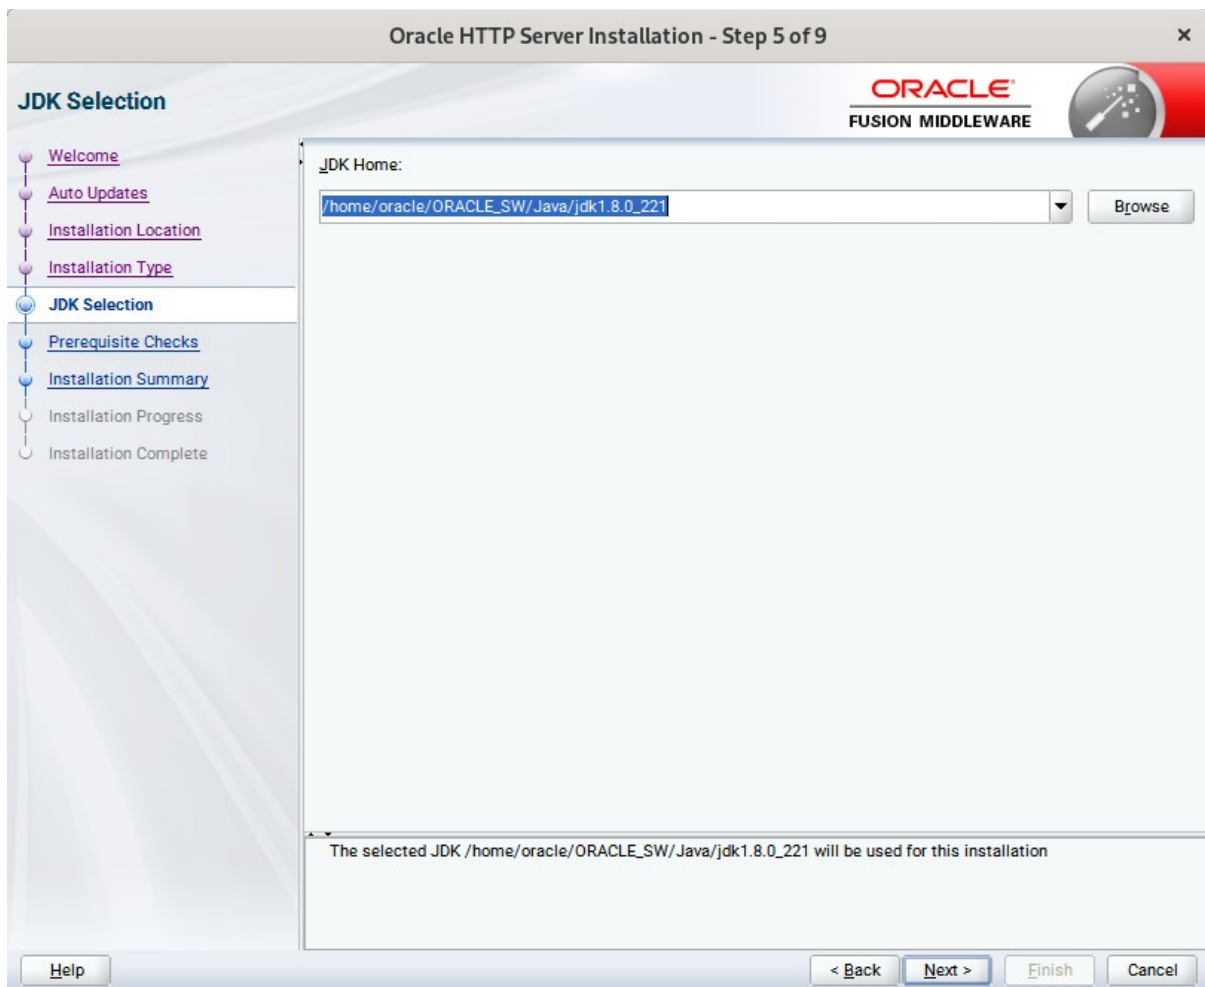 Oracle HTTP Server Installation - Step 5 of 9
JDK Selection
ORACLE
FUSION MIDDLEWARE
Welcome
Auto Updates
Installation Location
Installation Type
JDK Selection
Prerequisite Checks
Installation Summary
Installation Progress
Installation Complete
JDK Home:
/home/oracle/ORACLE_SW/Java/jdk1.8.0_221
Browse
The selected JDK /home/oracle/ORACLE_SW/Java/jdk1.8.0_221 will be used for this installation
Help
< Back
Next >
Finish
Cancel